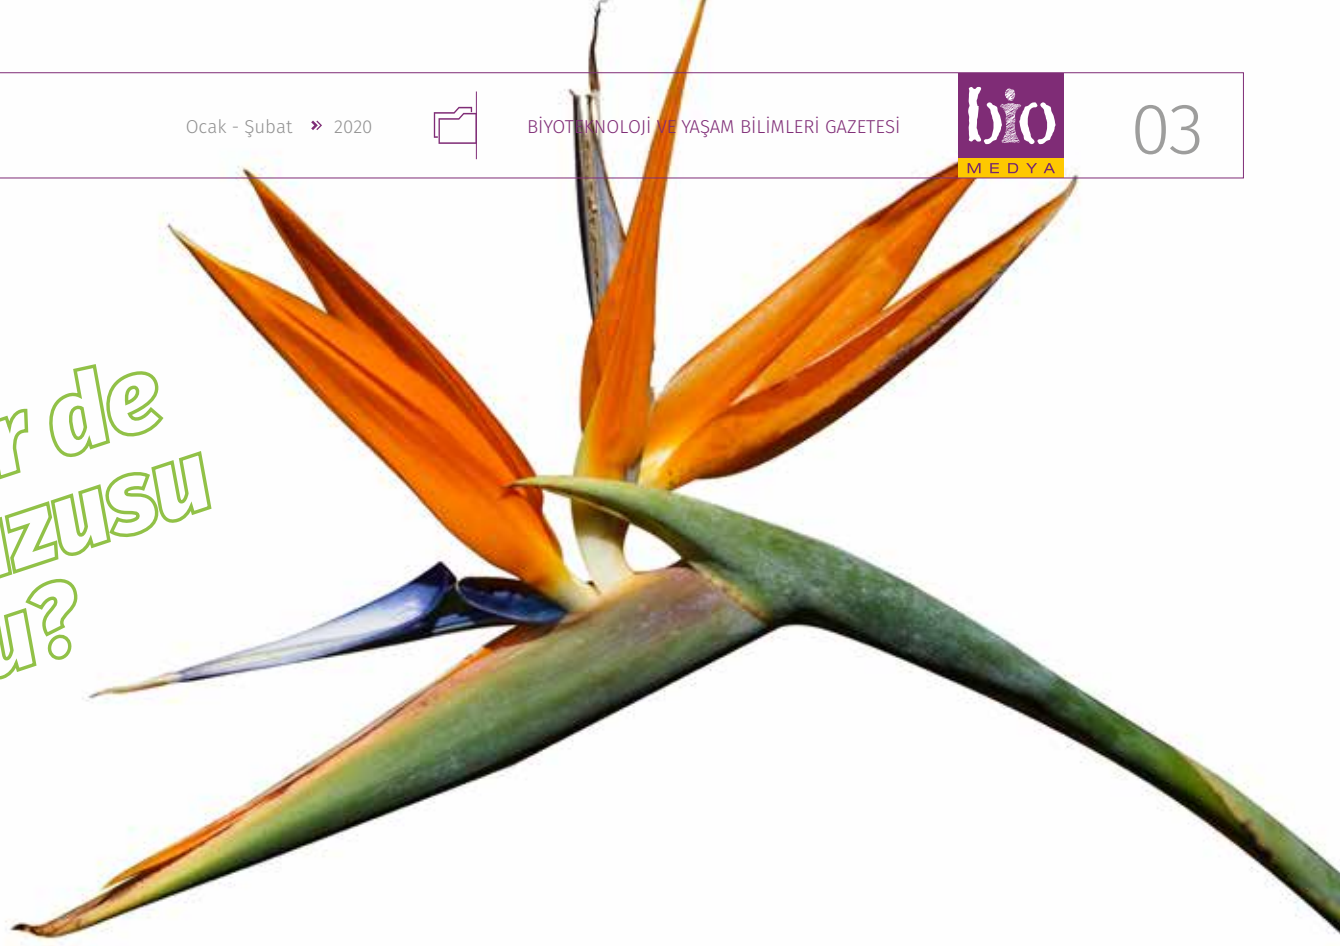 Ocak - Şubat » 2020
BİYOTEKNOLOJİ VE YAŞAM BİLİMLERİ GAZETESİ
bio
MEDYA
03
r de
zusu
u?